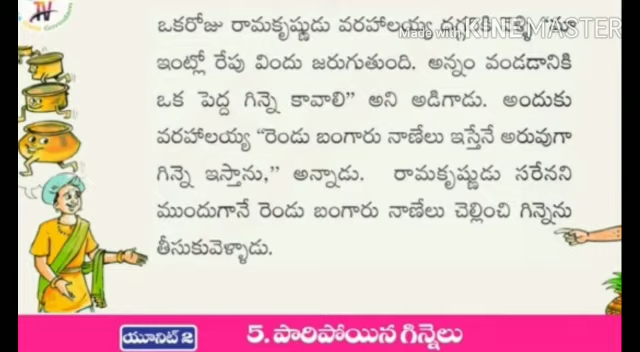 ఒకరోజు రామకృష్ణుడు వరహాలయ్య దగ్గరకి వెళ్ళి "మా
Made with KINEMASTER
ఇంట్లో రేపు విందు జరుగుతుంది. అన్నం వండడానికి
ఒక పెద్ద గిన్నె కావాలి" అని అడిగాడు. అందుకు
వరహాలయ్య "రెండు బంగారు నాణేలు ఇస్తేనే అరువుగా
గిన్నె ఇస్తాను," అన్నాడు. రామకృష్ణుడు సరేనని
ముందుగానే రెండు బంగారు నాణేలు చెల్లించి గిన్నెను
తీసుకువెళ్ళాడు.
యూనిట్ 2 5. పారిపోయిన గిన్నెలు